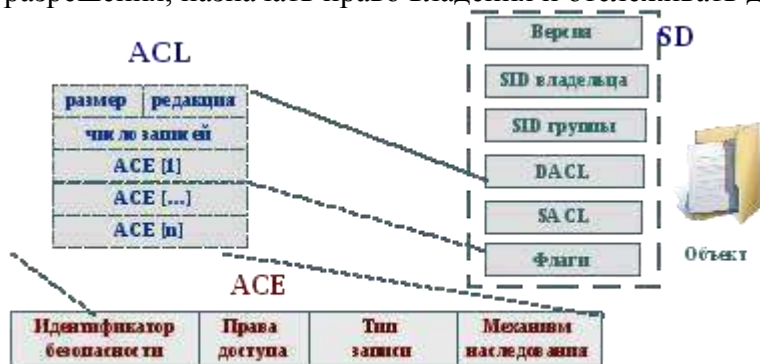 разрешения, назначать право владения и отслеживать д
ACL
размер редакция
число записей
ACE [1]
ACE [...]
ACE [n]
SD
Версия
SID владельца
SID группы
DACL
SACL
Флаги
Объект
ACE
Идентификатор безопасности
Права доступа
Тип записи
Механизм наследования